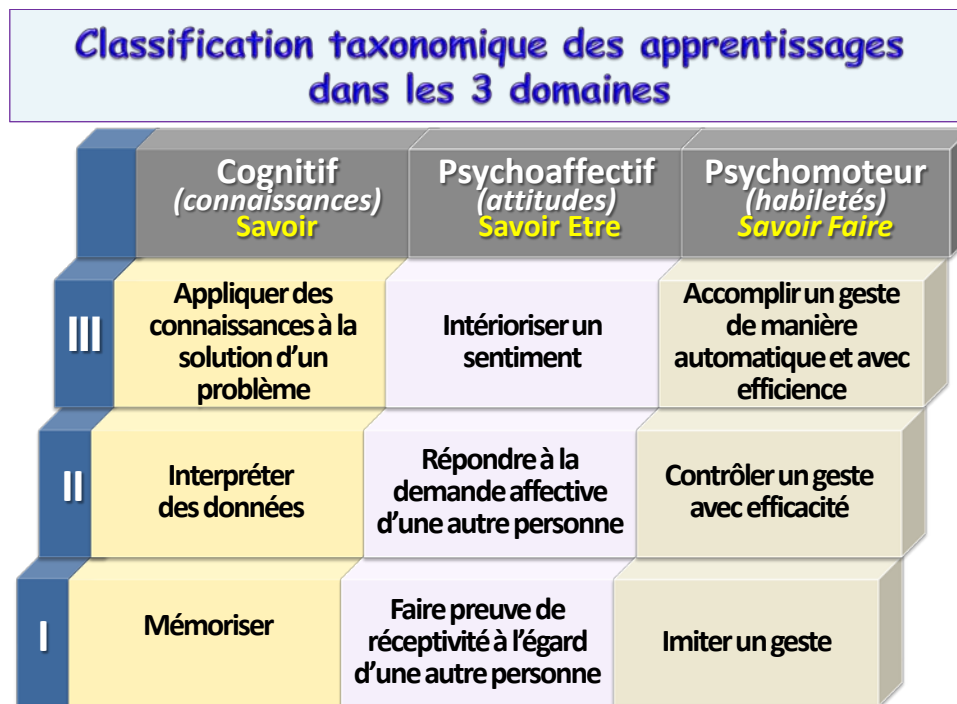 Classification taxonomique des apprentissages
dans les 3 domaines
Cognitif
(connaissances)
Savoir
Psychoaffectif
(attitudes)
Savoir Etre
Psychomoteur
(habiletés)
Savoir Faire
III
Appliquer des
connaissances à la
solution d’un
problème
Intérioriser un
sentiment
Accomplir un geste
de manière
automatique et avec
efficience
II
Interpréter
des données
Répondre à la
demande affective
d’une autre personne
Contrôler un geste
avec efficacité
I
Mémoriser
Faire preuve de
réceptivité à l’égard
d’une autre personne
Imiter un geste